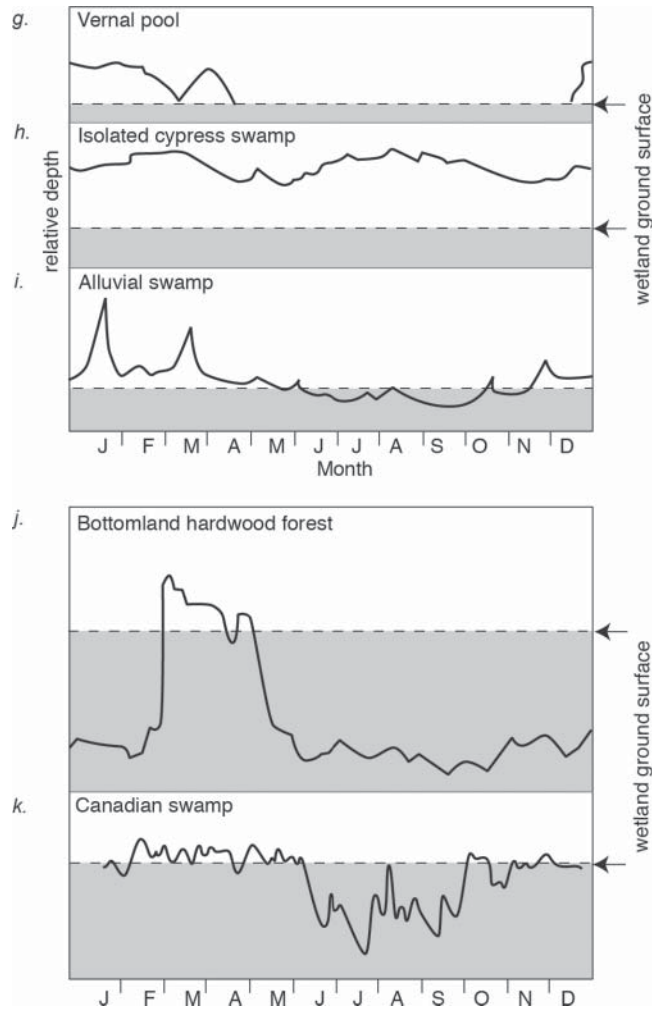 g.
Vernal pool
h.
Isolated cypress swamp
relative depth
wetland ground surface
i.
Alluvial swamp
J F M A M J J A S O N D
Month
j.
Bottomland hardwood forest
wetland ground surface
k.
Canadian swamp
J F M A M J J A S O N D